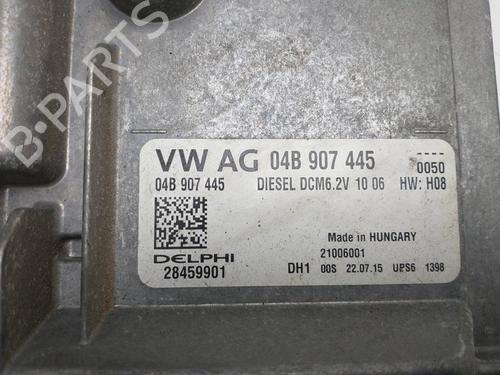 B-PARTS
VW AG 04B 907 445
0050
04B 907 445 DIESEL DCM6.2V 10 06 HW: H08
Made in HUNGARY
DELPHI 21006001
28459901 DH1 00S 22.07.15 UPS6 1398